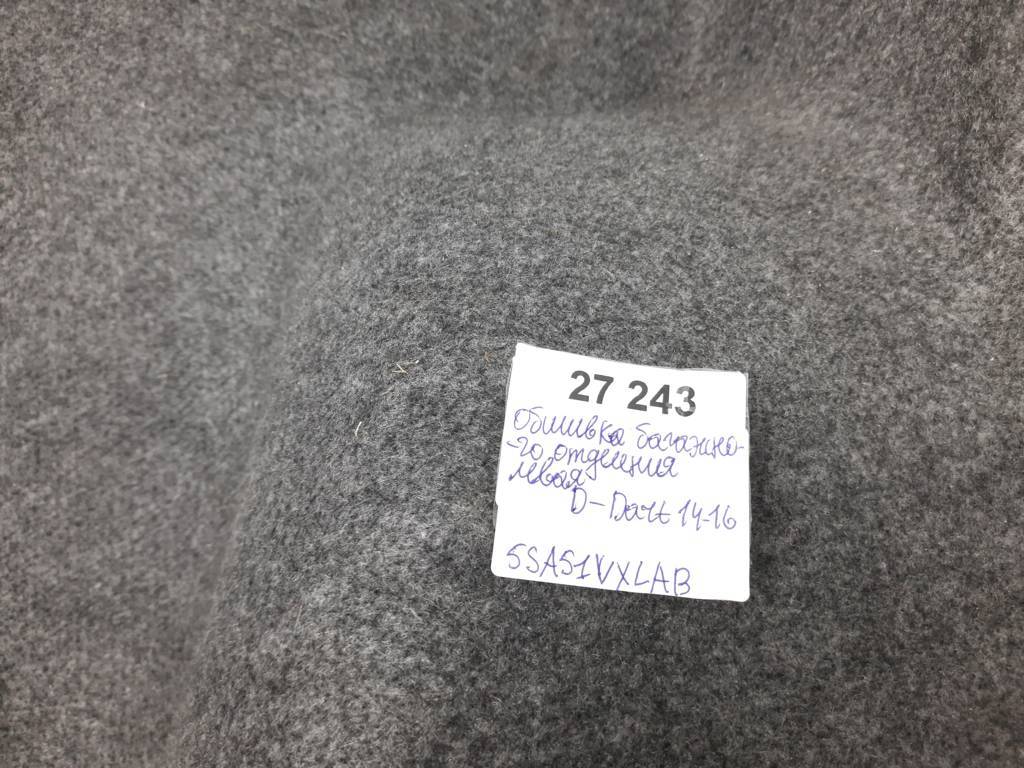 27 243
Обшивка багажно-
-го отделения
левая
D-Dart 14-16
5SA51VXLAB